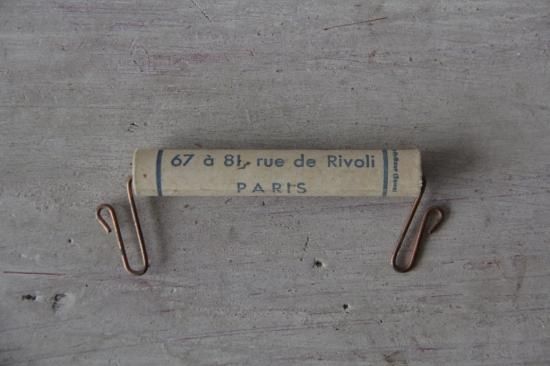 67 à 81, rue de Rivoli
PARIS